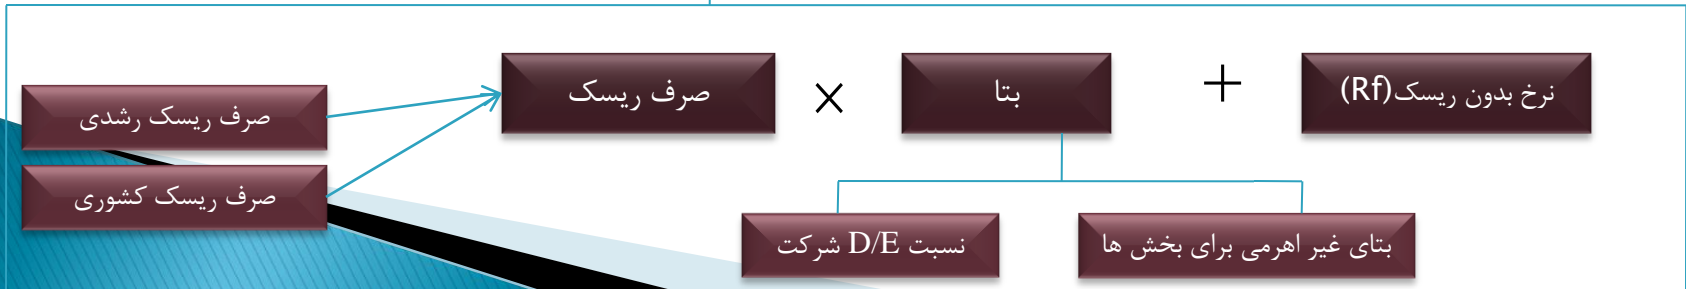 نرخ بدون ریسک(Rf)
+
بتا
×
صرف ریسک
صرف ریسک رشدی
صرف ریسک کشوری
بتای غیر اهرمی برای بخش ها
نسبت D/E شرکت